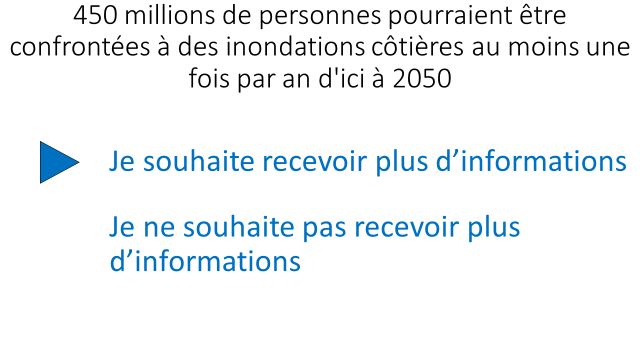 450 millions de personnes pourraient être
confrontées à des inondations côtières au moins une
fois par an d'ici à 2050
Je souhaite recevoir plus d’informations
Je ne souhaite pas recevoir plus
d’informations